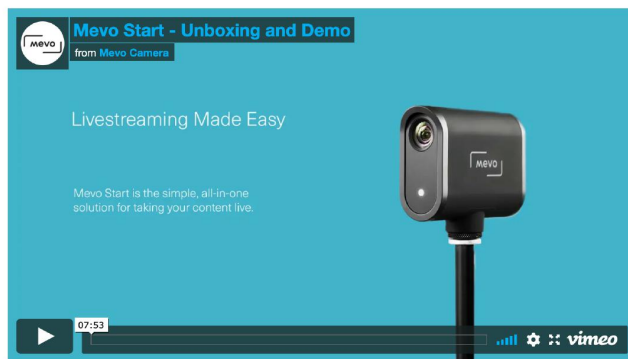 Mevo Start - Unboxing and Demo
mevo
from Mevo Camera
Livestreaming Made Easy
mevo
Mevo Start is the simple, all-in-one
solution for taking your content live.
07:53
vimeo